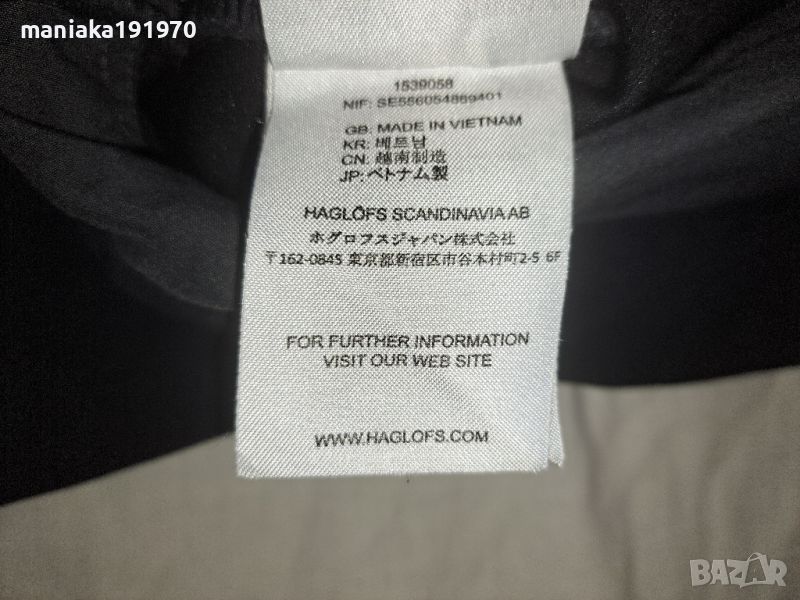 maniaka191970
1539058
NIF: SE556054889401
GB: MADE IN VIETNAM
KR: 베트남
CN: 越南制造
JP: ベトナム製
HAGLÖFS SCANDINAVIA AB
ホグロフスジャパン株式会社
〒162-0845 東京都新宿区市谷本村町2-5 6F
FOR FURTHER INFORMATION
VISIT OUR WEB SITE
WWW.HAGLOFS.COM
BAZAR